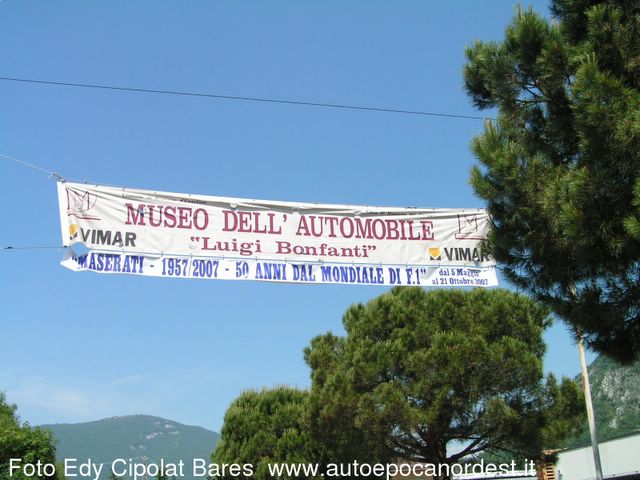 MUSEO DELL' AUTOMOBILE
"Luigi Bonfanti"
VIMAR
VIMAR
"MASERATI - 1957/2007 - 50 ANNI DAL MONDIALE DI F.1"
dal 5 Maggio
al 21 Ottobre 2007
Foto Edy Cipolat Bares www.autoepocanordest.it